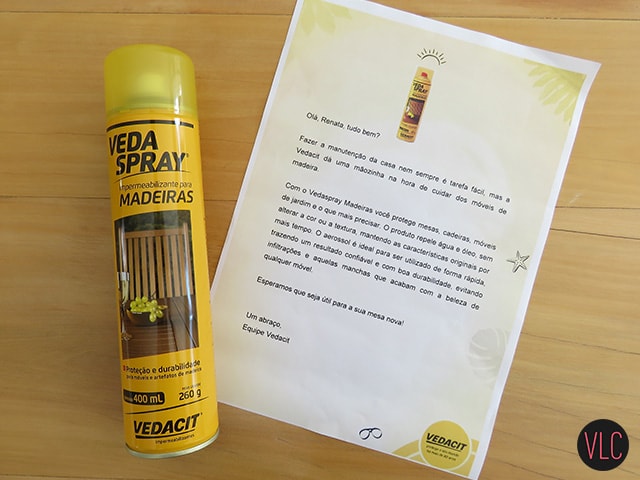 VEDA
SPRAY
impermeabilizante para
MADEIRAS
Proteção e durabilidade
para móveis e artefatos de madeira
400 mL
260 g
VEDACIT
impermeabilizantes
VEDA
SPRAY
MADEIRAS
Olá, Renata, tudo bem?
Fazer a manutenção da casa nem sempre é tarefa fácil, mas a
Vedacit dá uma mãozinha na hora de cuidar dos móveis de
madeira.
Com o Vedaspray Madeiras você protege mesas, cadeiras, móveis
de jardim e o que mais precisar. O produto repele água e óleo, sem
alterar a cor ou a textura, mantendo as características originais por
mais tempo. O aerossol é ideal para ser utilizado de forma rápida,
trazendo um resultado confiável e com boa durabilidade, evitando
infiltrações e aquelas manchas que acabam com a beleza de
qualquer móvel.
Esperamos que seja útil para a sua mesa nova!
Um abraço,
Equipe Vedacit
VEDACIT
VLC